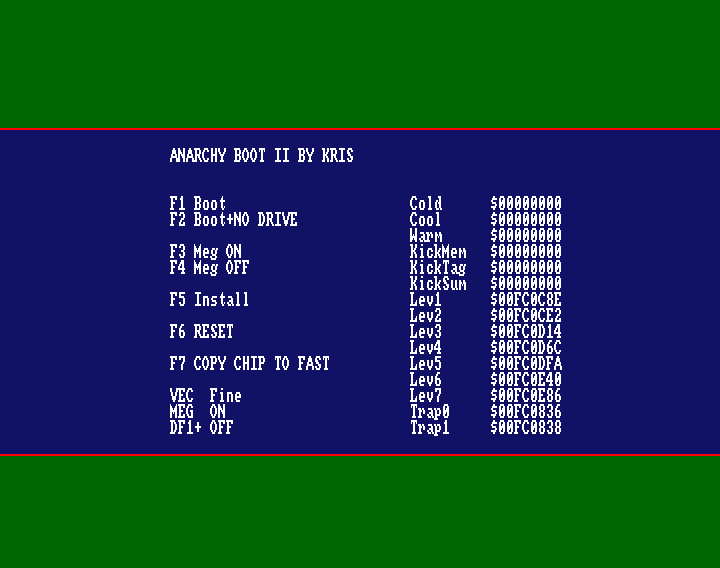 ANARCHY BOOT II BY KRIS
F1 Boot Cold $00000000
F2 Boot+NO DRIVE Cool $00000000
Warm $00000000
F3 Meg ON KickMem $00000000
F4 Meg OFF KickTag $00000000
KickSum $00000000
F5 Install Lev1 $00FC0C8E
Lev2 $00FC0CE2
F6 RESET Lev3 $00FC0D14
Lev4 $00FC0D6C
F7 COPY CHIP TO FAST Lev5 $00FC0DFA
Lev6 $00FC0E40
VEC Fine Lev7 $00FC0E86
MEG ON Trap0 $00FC0836
DF1+ OFF Trap1 $00FC0838